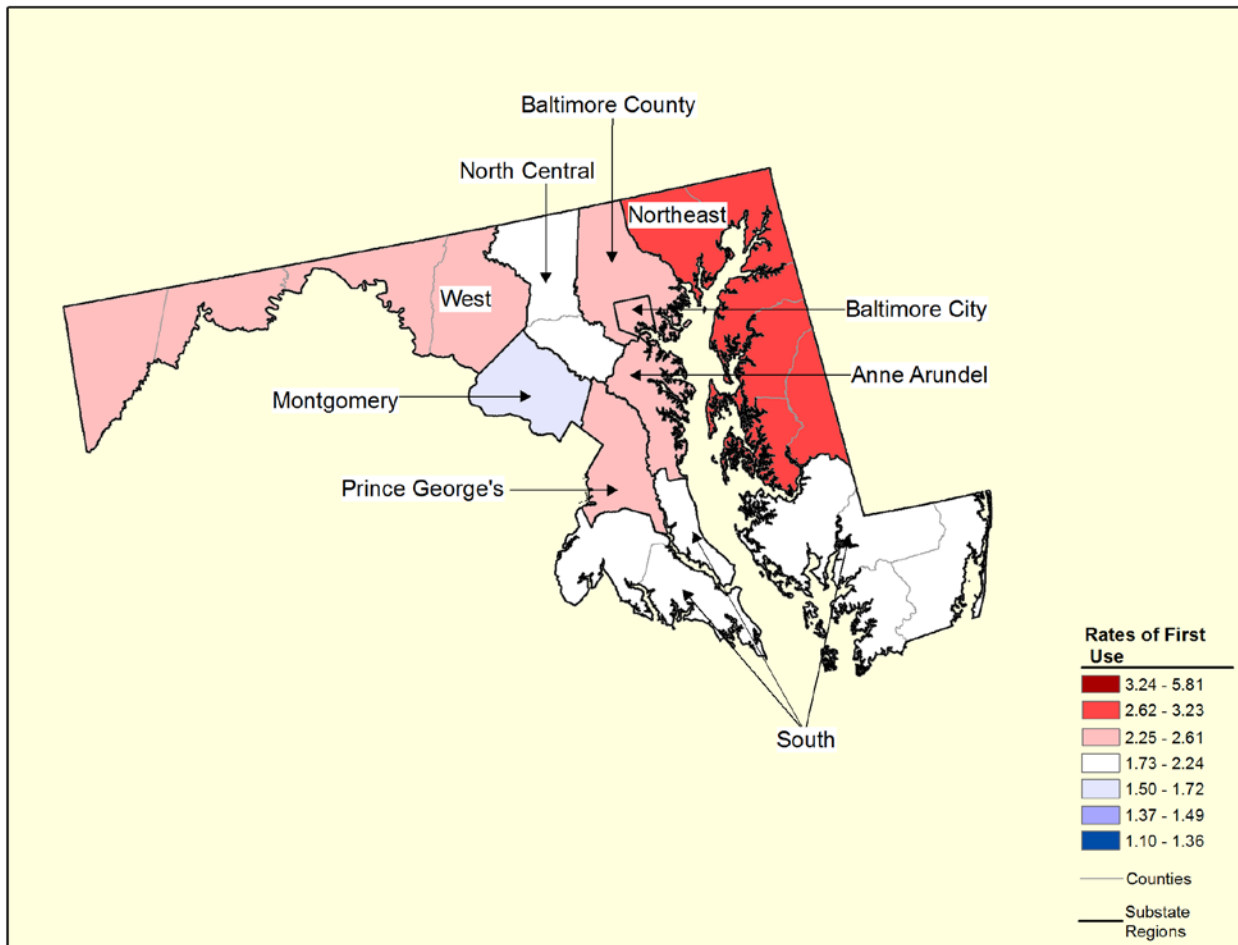 Baltimore County
North Central
Northeast
West
Baltimore City
Anne Arundel
Montgomery
Prince George's
South
Rates of First
Use
3.24 - 5.81
2.62 - 3.23
2.25 - 2.61
1.73 - 2.24
1.50 - 1.72
1.37 - 1.49
1.10 - 1.36
Counties
Substate
Regions